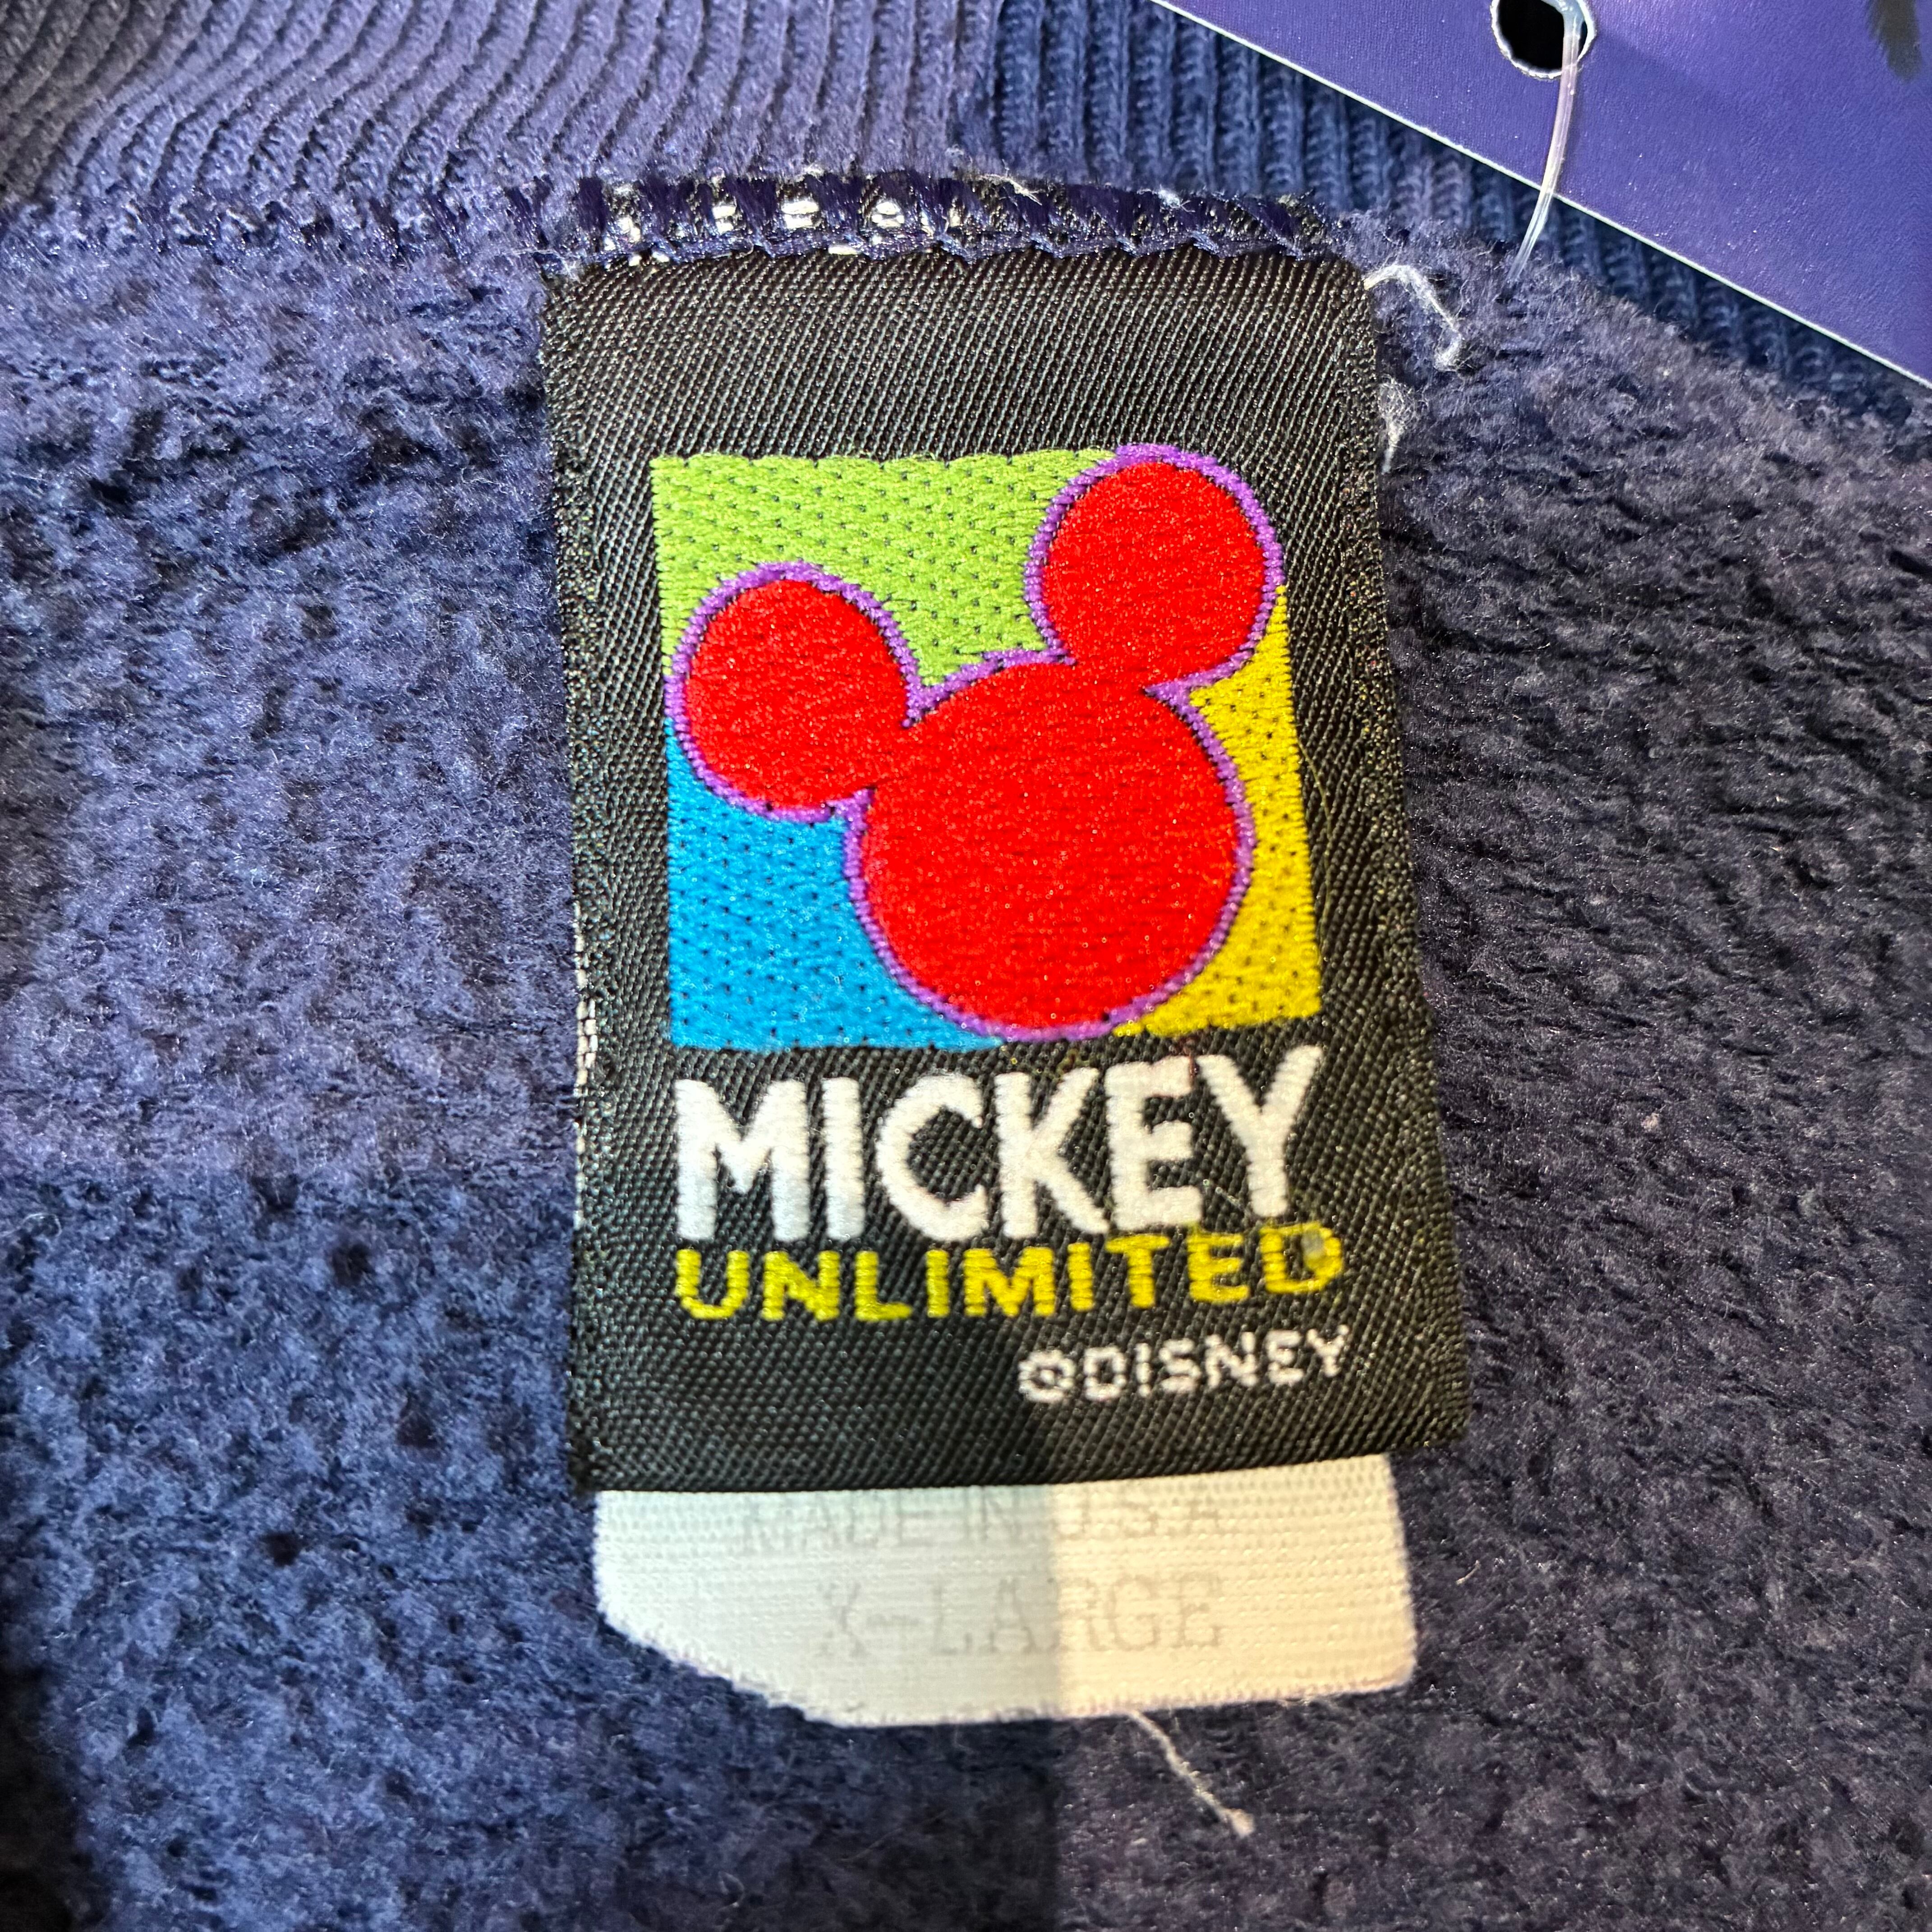 MICKEY
UNLIMITED
©DISNEY
MADE IN U.S.A
X-LARGE